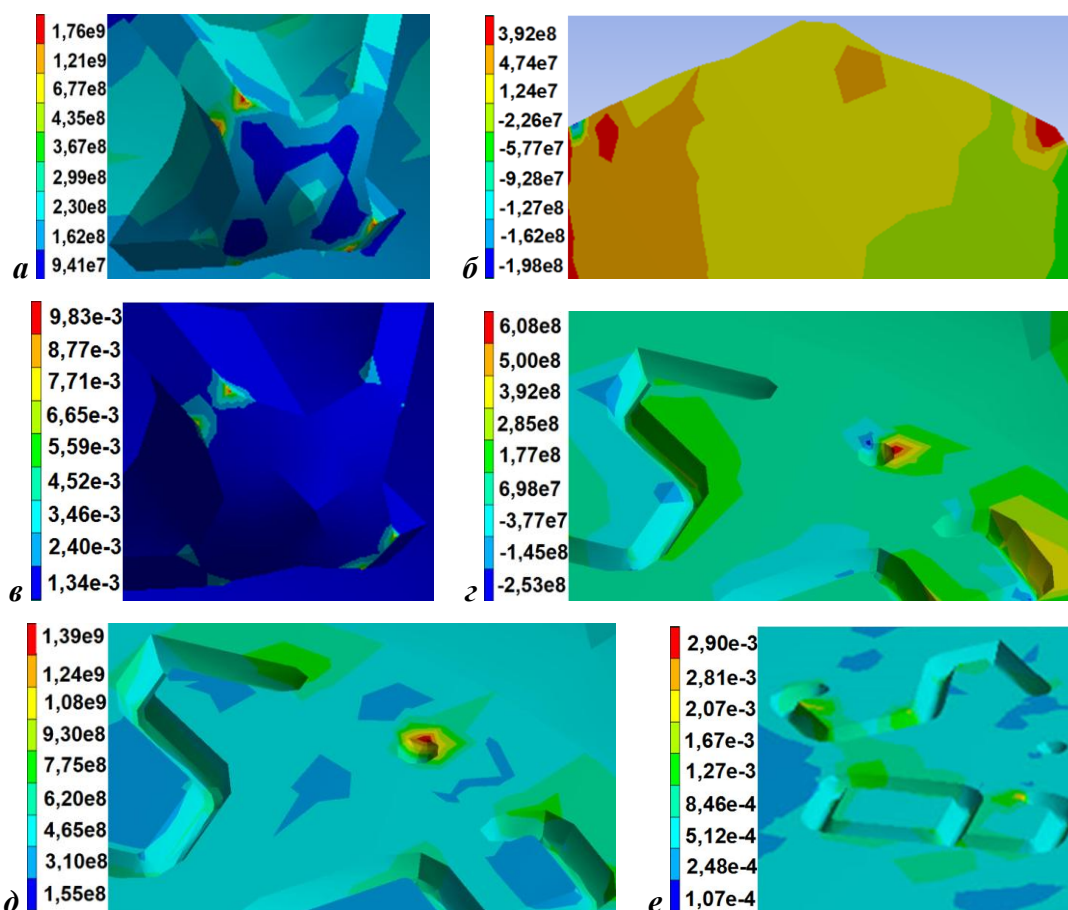 1,76e9
1,21e9
6,77e8
4,35e8
3,67e8
2,99e8
2,30e8
1,62e8
9,41e7
а
3,92e8
4,74e7
1,24e7
-2,26e7
-5,77e7
-9,28e7
-1,27e8
-1,62e8
-1,98e8
б
9,83e-3
8,77e-3
7,71e-3
6,65e-3
5,59e-3
4,52e-3
3,46e-3
2,40e-3
1,34e-3
в
6,08e8
5,00e8
3,92e8
2,85e8
1,77e8
6,98e7
-3,77e7
-1,45e8
-2,53e8
г
1,39e9
1,24e9
1,08e9
9,30e8
7,75e8
6,20e8
4,65e8
3,10e8
1,55e8
д
2,90e-3
2,81e-3
2,07e-3
1,67e-3
1,27e-3
8,46e-4
5,12e-4
2,48e-4
1,07e-4
е